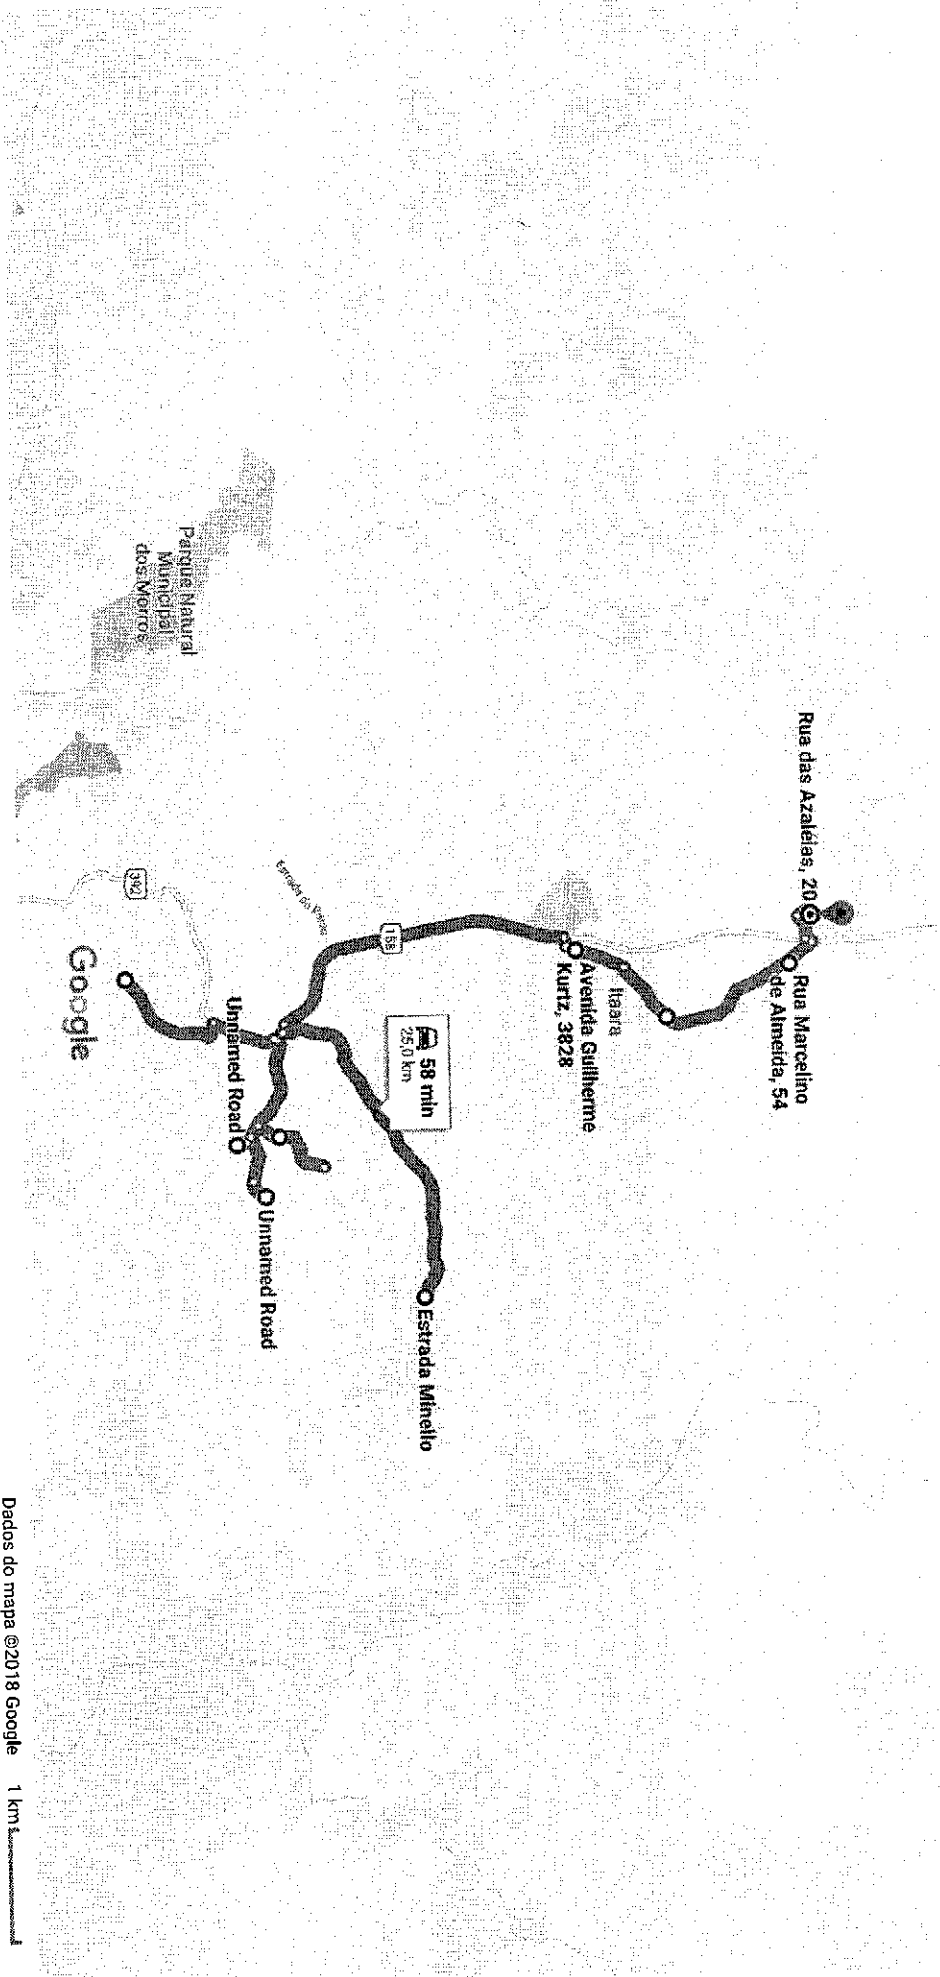 Rua das Azaléias, 20
Rua Marcelino
de Almeida, 54
Itaara
Avenida Guilherme
Kurtz, 3828
158
58 min
25,0 km
Estrada Minello
Parque Natural
Municipal
dos Morros
392
Unnamed Road
Unnamed Road
Google
Dados do mapa ©2018 Google
1 km